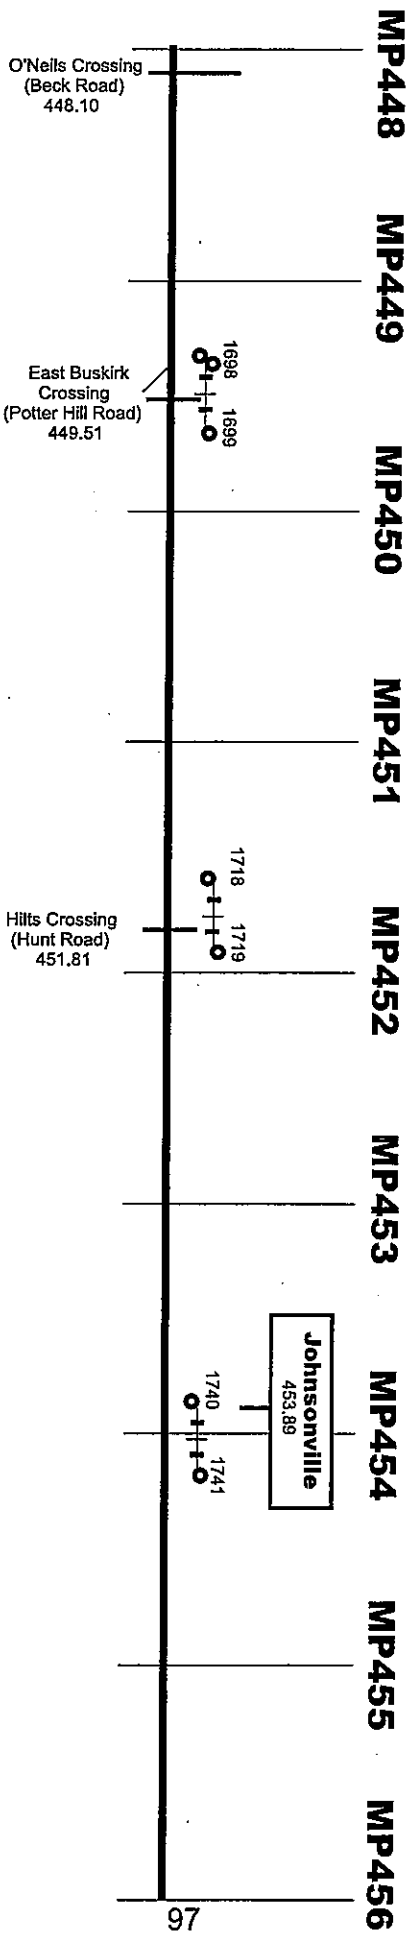 MP448
O'Neils Crossing
(Beck Road)
448.10
MP449
1698
East Buskirk
Crossing
(Potter Hill Road)
449.51
1699
MP450
MP451
1718
Hilts Crossing
(Hunt Road)
451.81
1719
MP452
MP453
Johnsonville
453.89
1740
MP454
1741
MP455
MP456
97